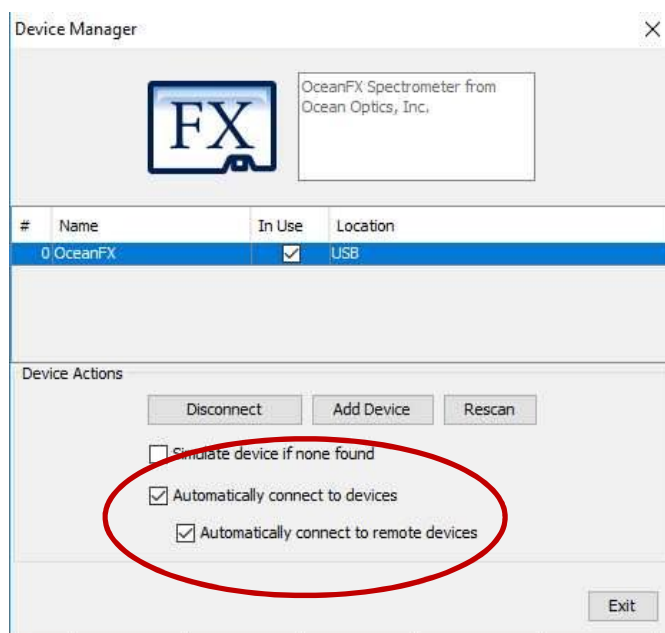 Device Manager
FX
OceanFX Spectrometer from
Ocean Optics, Inc.
# Name In Use Location
0 OceanFX USB
Device Actions
Disconnect Add Device Rescan
Simulate device if none found
Automatically connect to devices
Automatically connect to remote devices
Exit